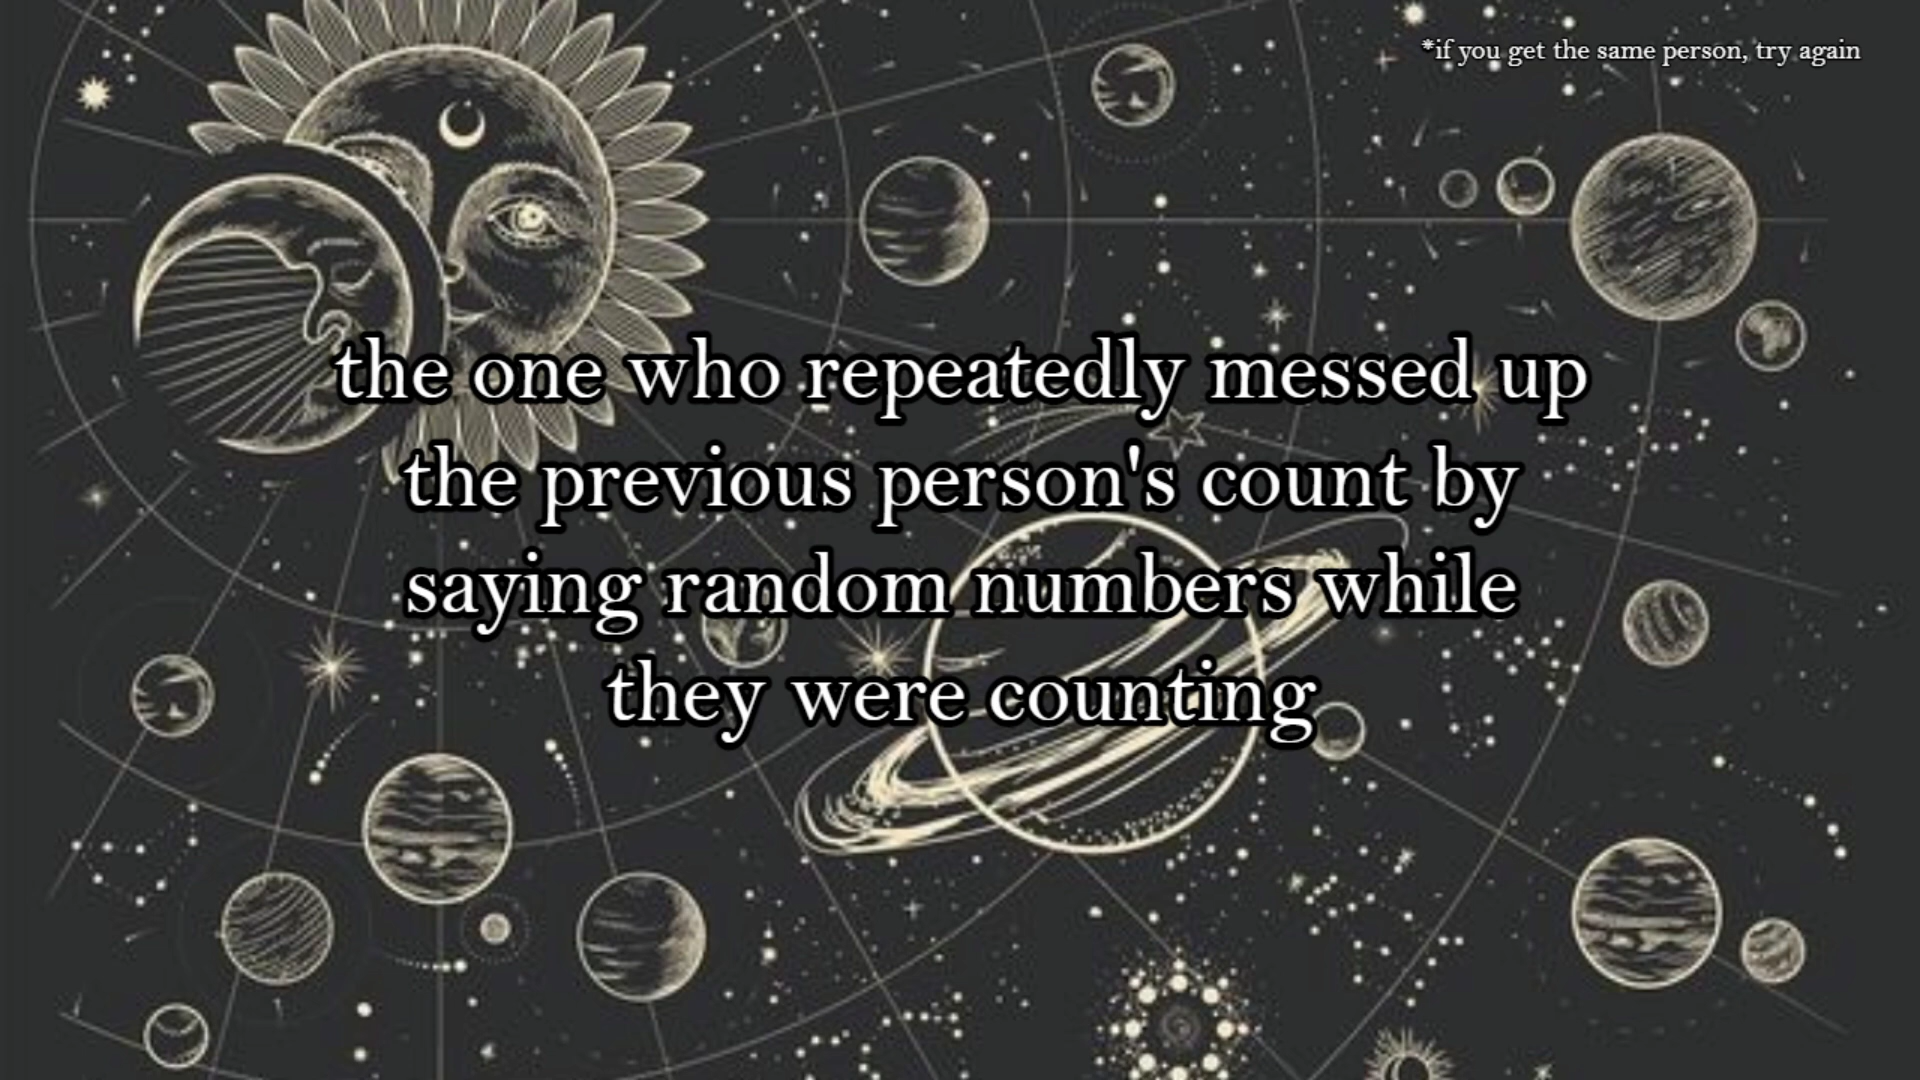 *if you get the same person, try again
the one who repeatedly messed up
the previous person's count by
saying random numbers while
they were counting